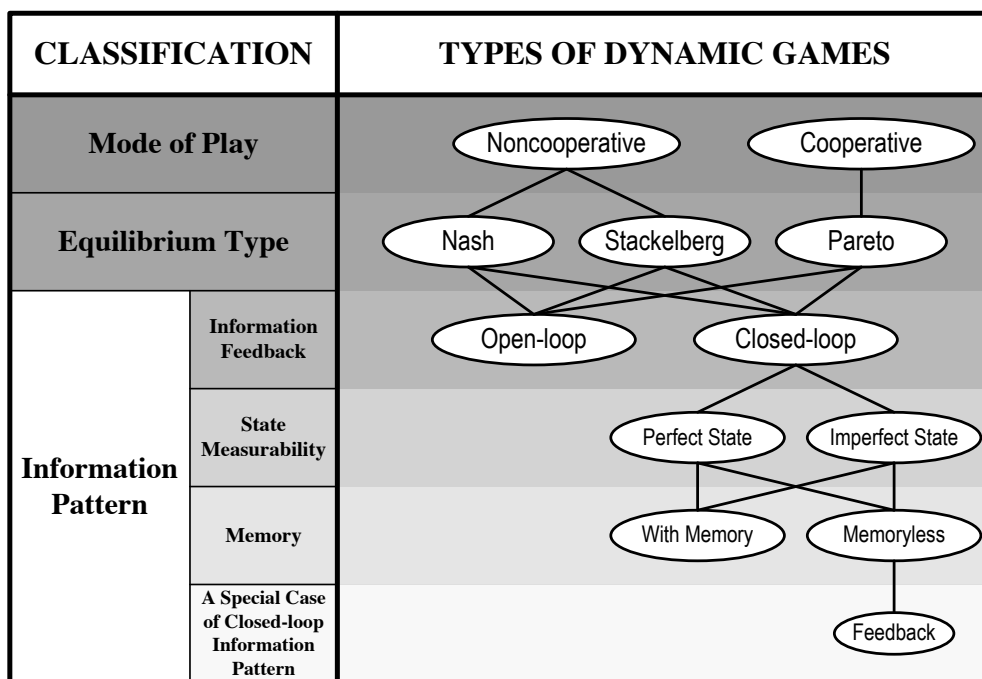 CLASSIFICATION
TYPES OF DYNAMIC GAMES
Mode of Play
Noncooperative
Cooperative
Equilibrium Type
Nash
Stackelberg
Pareto
Information
Pattern
Information
Feedback
Open-loop
Closed-loop
State
Measurability
Perfect State
Imperfect State
Memory
With Memory
Memoryless
A Special Case
of Closed-loop
Information
Pattern
Feedback